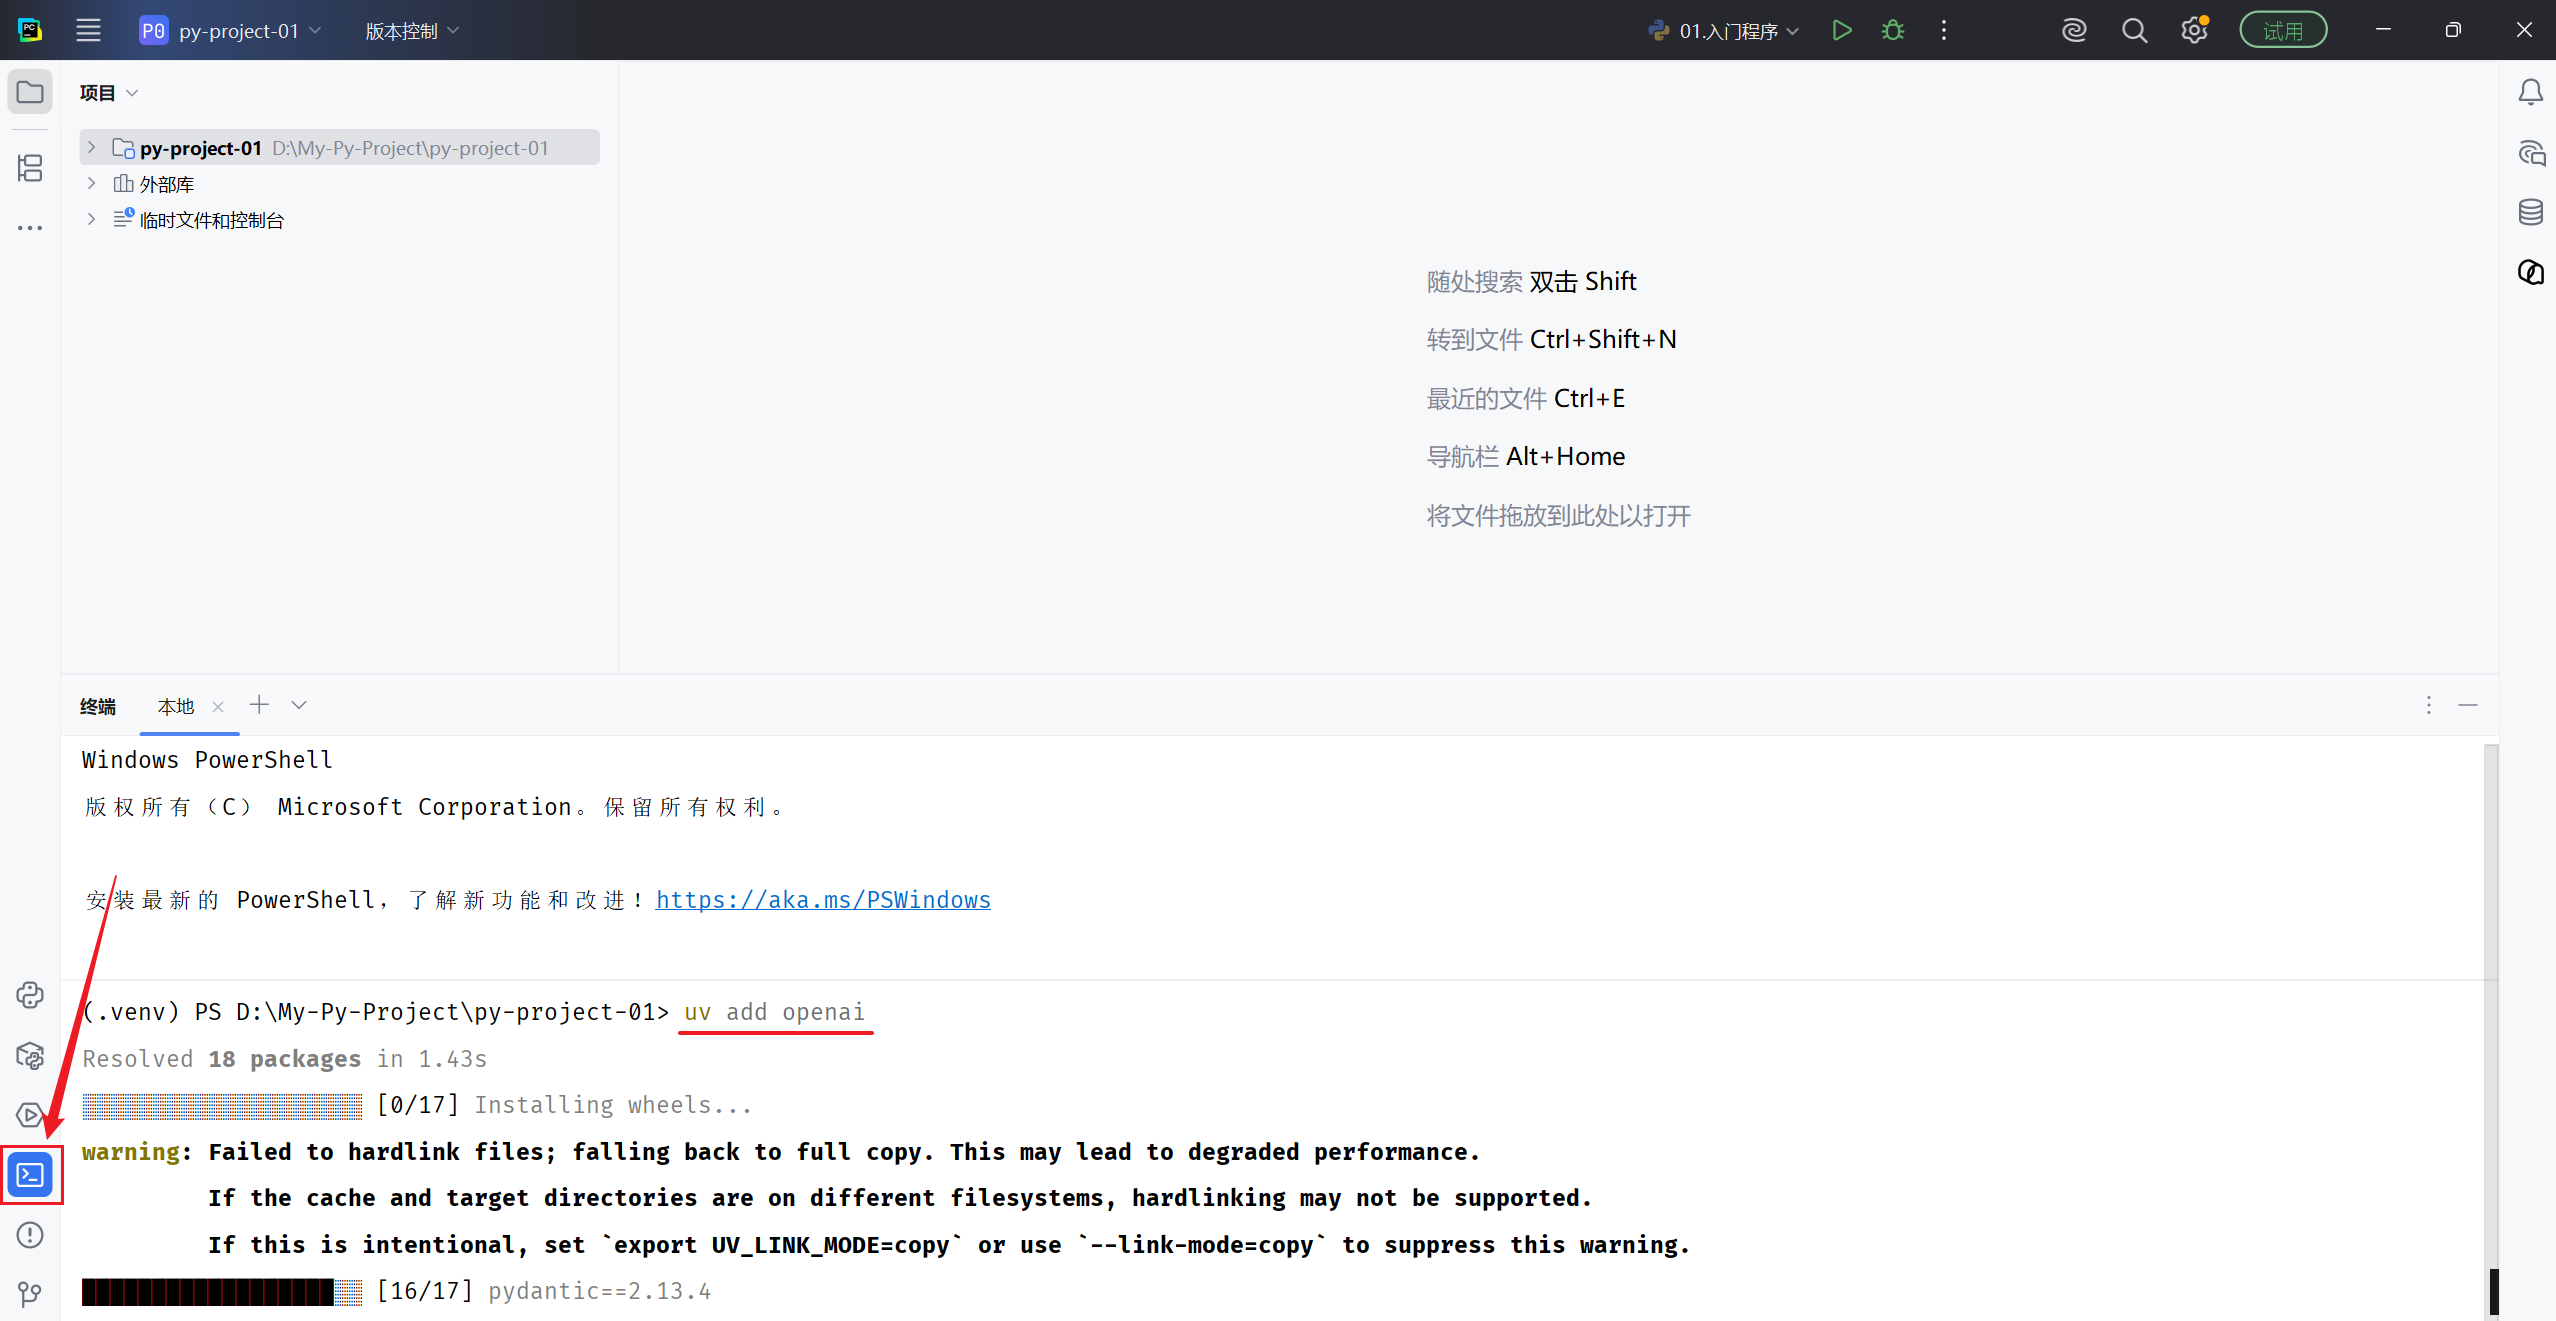 PC
P0 py-project-01 版本控制 01.入门程序 试用
项目
py-project-01 D:\My-Py-Project\py-project-01
外部库
临时文件和控制台
随处搜索 双击 Shift
转到文件 Ctrl+Shift+N
最近的文件 Ctrl+E
导航栏 Alt+Home
将文件拖放到此处以打开
终端 本地
Windows PowerShell
版权所有（C） Microsoft Corporation。保留所有权利。
安装最新的 PowerShell，了解新功能和改进！https://aka.ms/PSWindows
(.venv) PS D:\My-Py-Project\py-project-01> uv add openai
Resolved 18 packages in 1.43s
[0/17] Installing wheels...
warning: Failed to hardlink files; falling back to full copy. This may lead to degraded performance.
If the cache and target directories are on different filesystems, hardlinking may not be supported.
If this is intentional, set `export UV_LINK_MODE=copy` or use `--link-mode=copy` to suppress this warning.
[16/17] pydantic==2.13.4